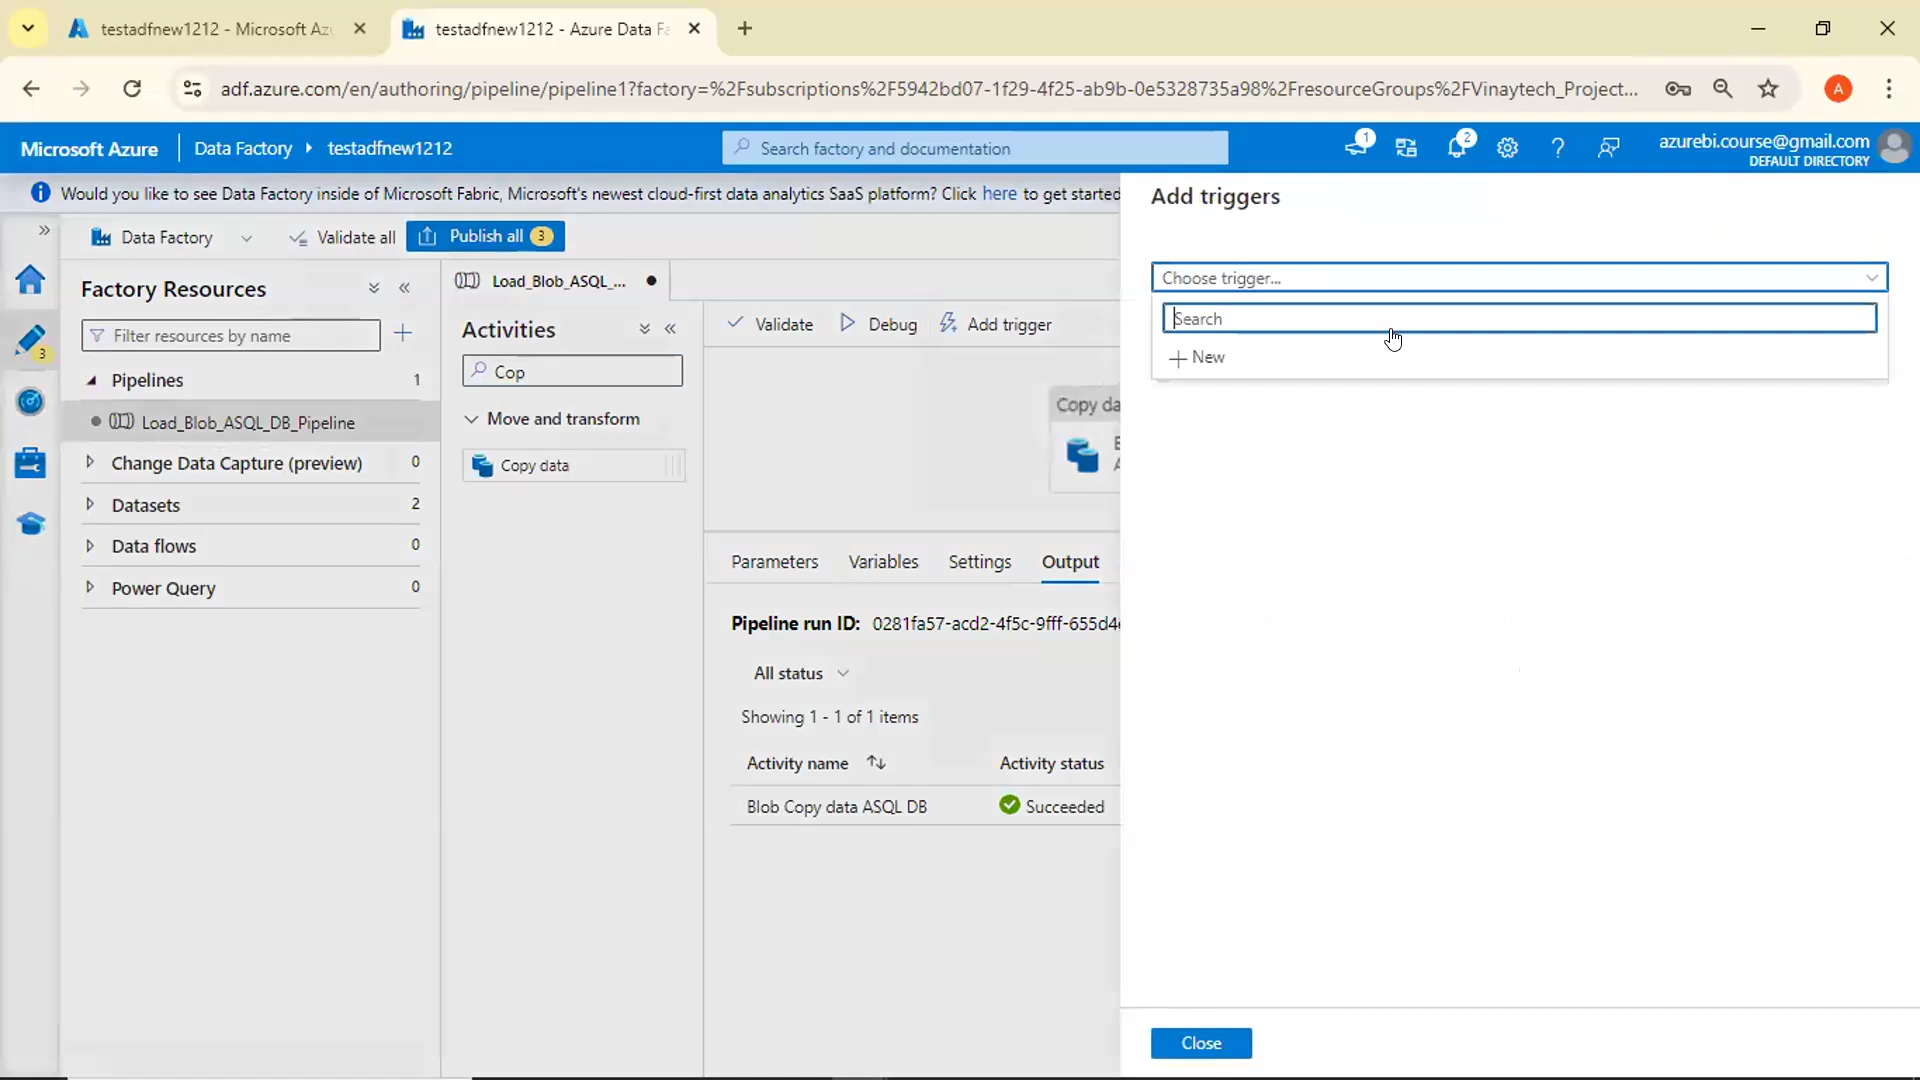 testadfnew1212 - Microsoft Az
testadfnew1212 - Azure Data Fa
adf.azure.com/en/authoring/pipeline/pipeline1?factory=%2Fsubscriptions%2F5942bd07-1f29-4f25-ab9b-0e5328735a98%2FresourceGroups%2FVinaytech_Project...
A
Microsoft Azure
Data Factory
testadfnew1212
Search factory and documentation
1
2
azurebi.course@gmail.com
DEFAULT DIRECTORY
Would you like to see Data Factory inside of Microsoft Fabric, Microsoft's newest cloud-first data analytics SaaS platform? Click here to get started
Data Factory
Validate all
Publish all 3
3
Factory Resources
Filter resources by name
Pipelines 1
Load_Blob_ASQL_DB_Pipeline
Change Data Capture (preview) 0
Datasets 2
Data flows 0
Power Query 0
Load_Blob_ASQL_...
Activities
Cop
Move and transform
Copy data
Validate
Debug
Add trigger
Copy da
Parameters
Variables
Settings
Output
Pipeline run ID: 0281fa57-acd2-4f5c-9fff-655d4
All status
Showing 1 - 1 of 1 items
Activity name
Activity status
Blob Copy data ASQL DB
Succeeded
Add triggers
Choose trigger...
Search
New
Close